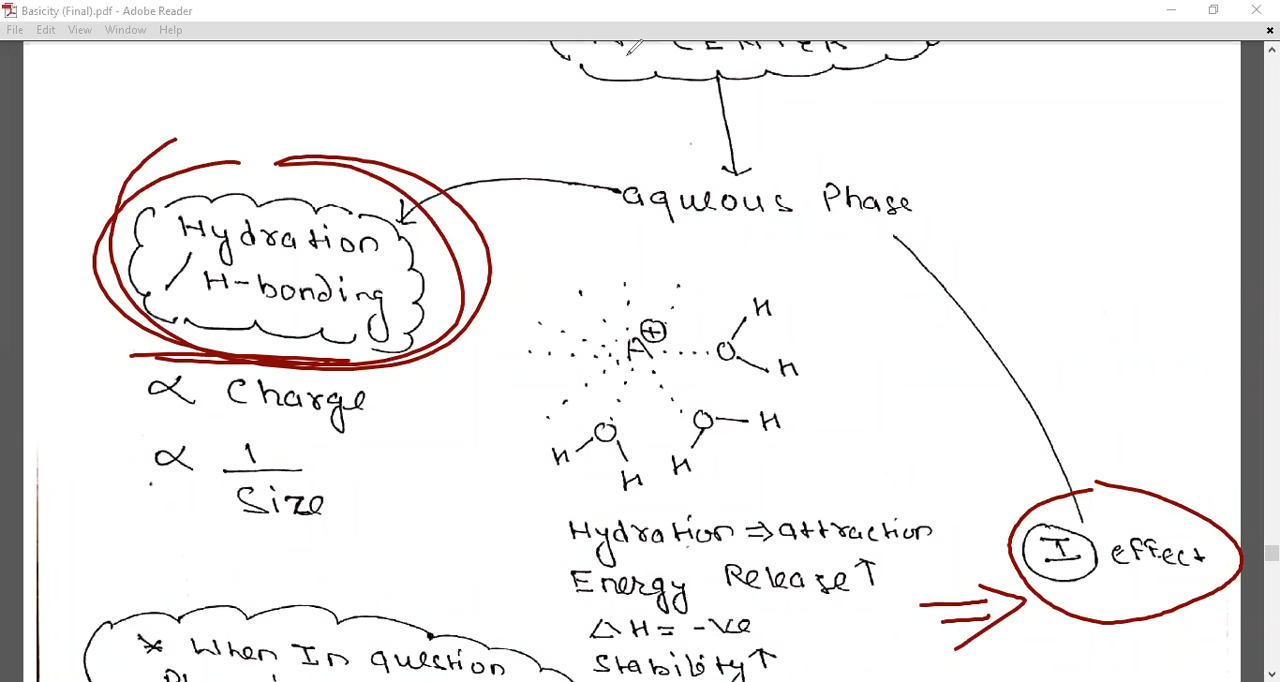 Basicity (Final).pdf - Adobe Reader
File Edit View Window Help
CENTER
aqueous Phase
Hydration
/ H-bonding
∝ Charge
∝ 1
Size
A⊕
O H
H
O H
H
O
H
H
Hydration ⇒ attraction
Energy Release ↑
△H = -ve
Stability ↑
I effect
* When In question